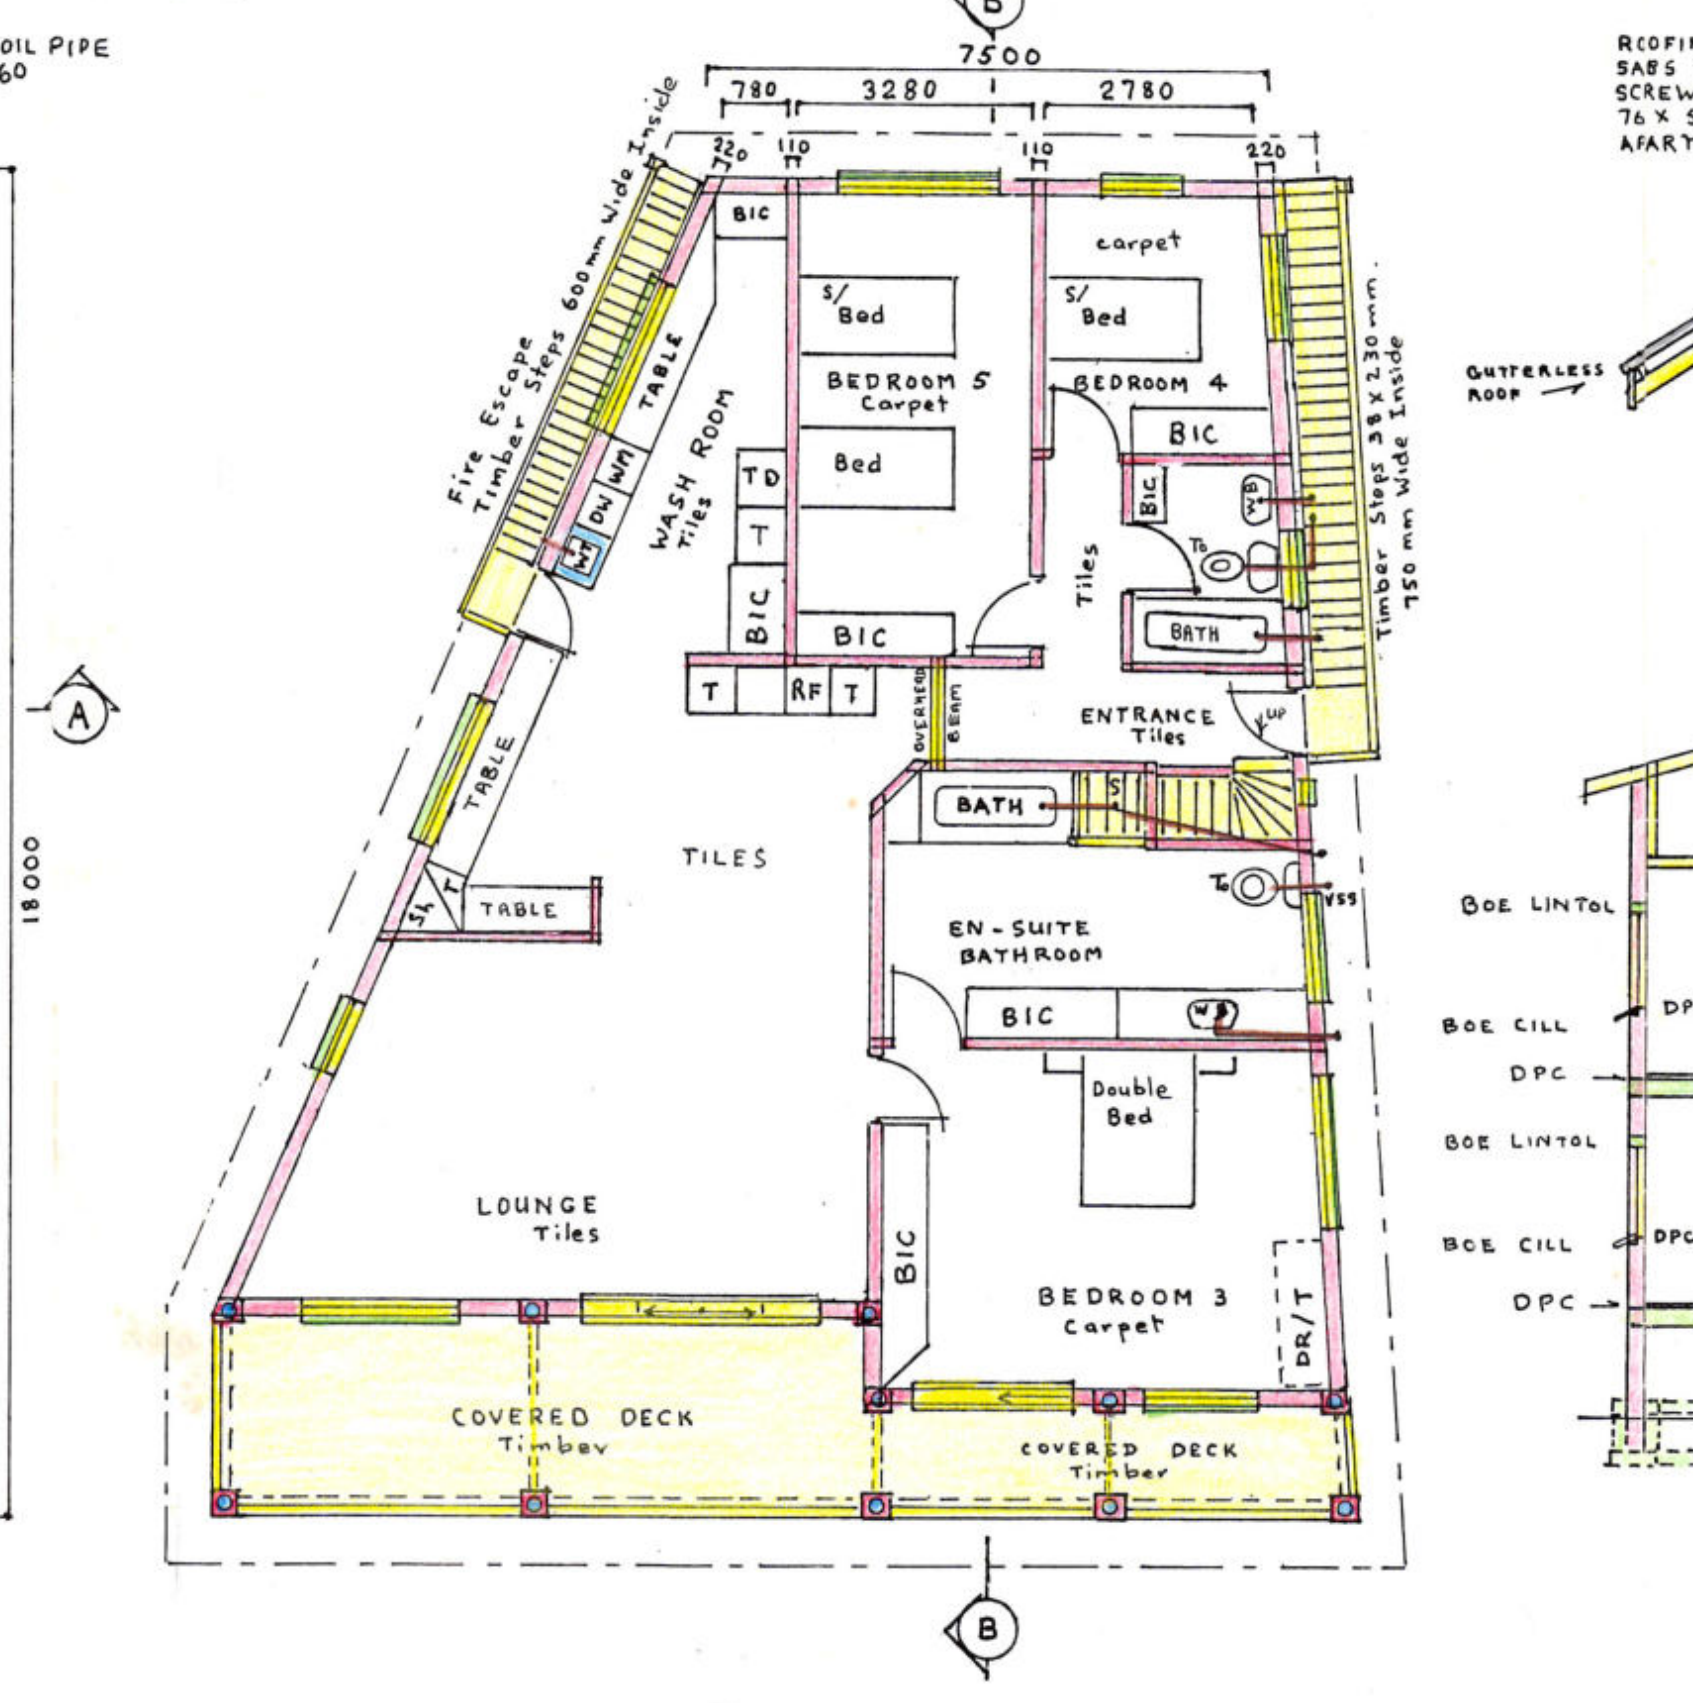 OIL PIPE
60
D
7500
780
3280
2780
220
110
110
220
ROOFIN
SABS
SCREW
76 X S
APART
Fire Escape
Timber Steps 600mm Wide Inside
BIC
TABLE
WASH ROOM
Tiles
WM
DW
WT
TD
T
BIC
S/
Bed
BEDROOM 5
Carpet
Bed
BIC
carpet
S/
Bed
BEDROOM 4
BIC
BIC
WB
To
Tiles
BATH
Timber Steps 38 X 230mm.
750 mm Wide Inside
GUTTERLESS
ROOF
A
18000
T
RF
T
OVERHEAD
BEAM
ENTRANCE
Tiles
UP
TABLE
TILES
BATH
S
T
Sh
TABLE
To
VSS
EN-SUITE
BATHROOM
BIC
WB
Double
Bed
LOUNGE
Tiles
BIC
BEDROOM 3
Carpet
DR/T
COVERED DECK
Timber
COVERED DECK
Timber
BOE LINTOL
DP
BOE CILL
DPC
BOE LINTOL
BOE CILL
DPC
DPC
B